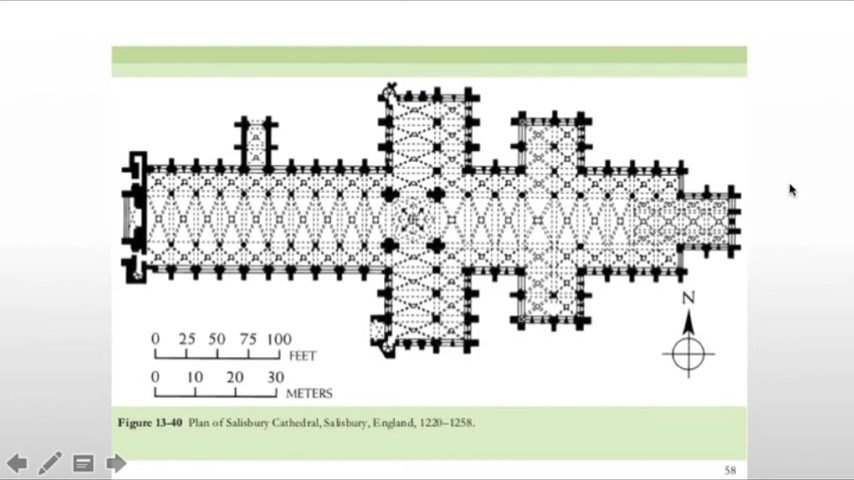 N
0 25 50 75 100
FEET
0 10 20 30
METERS
Figure 13-40 Plan of Salisbury Cathedral, Salisbury, England, 1220–1258.
58